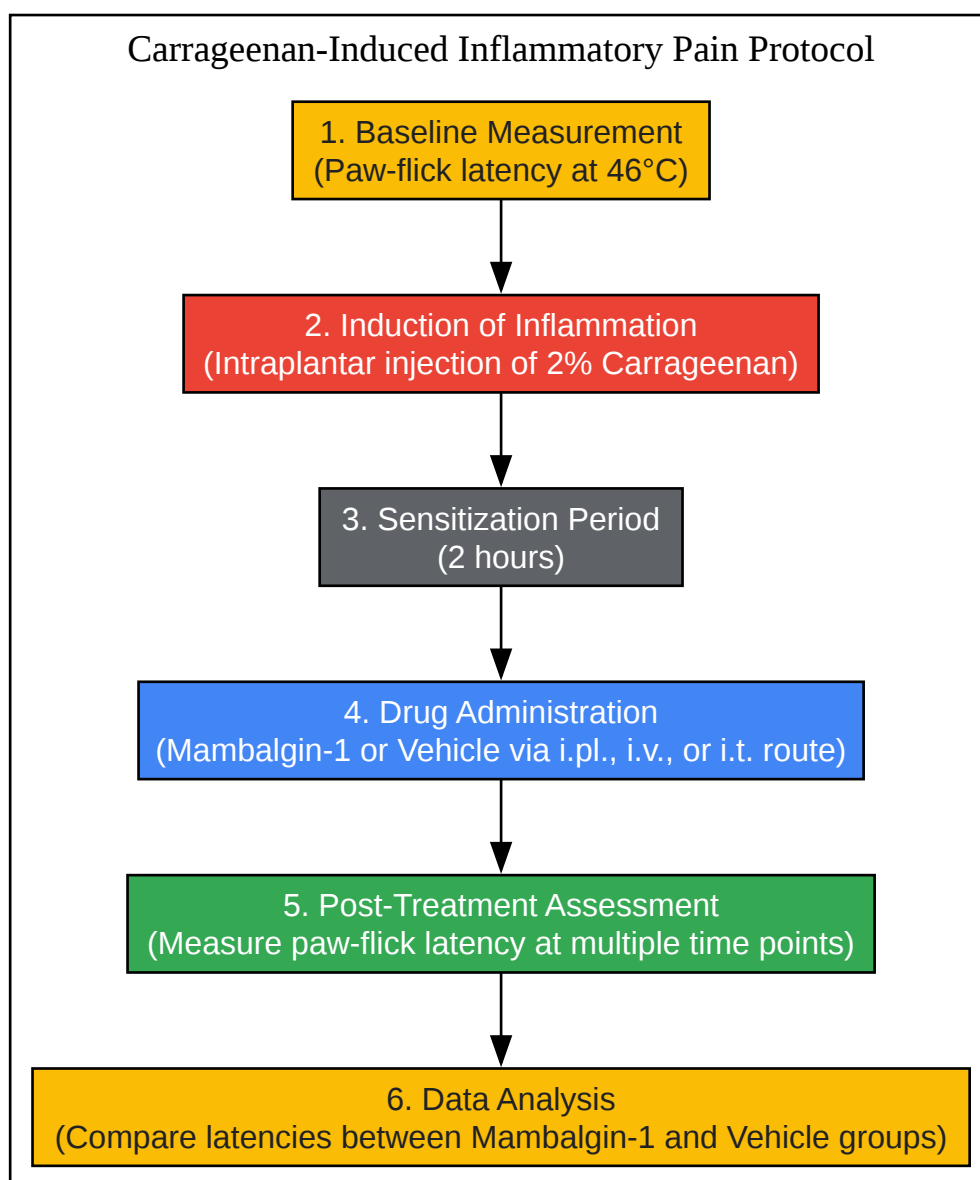 Carrageenan-Induced Inflammatory Pain Protocol
1. Baseline Measurement
(Paw-flick latency at 46°C)
2. Induction of Inflammation
(Intraplantar injection of 2% Carrageenan)
3. Sensitization Period
(2 hours)
4. Drug Administration
(Mambalgin-1 or Vehicle via i.pl., i.v., or i.t. route)
5. Post-Treatment Assessment
(Measure paw-flick latency at multiple time points)
6. Data Analysis
(Compare latencies between Mambalgin-1 and Vehicle groups)